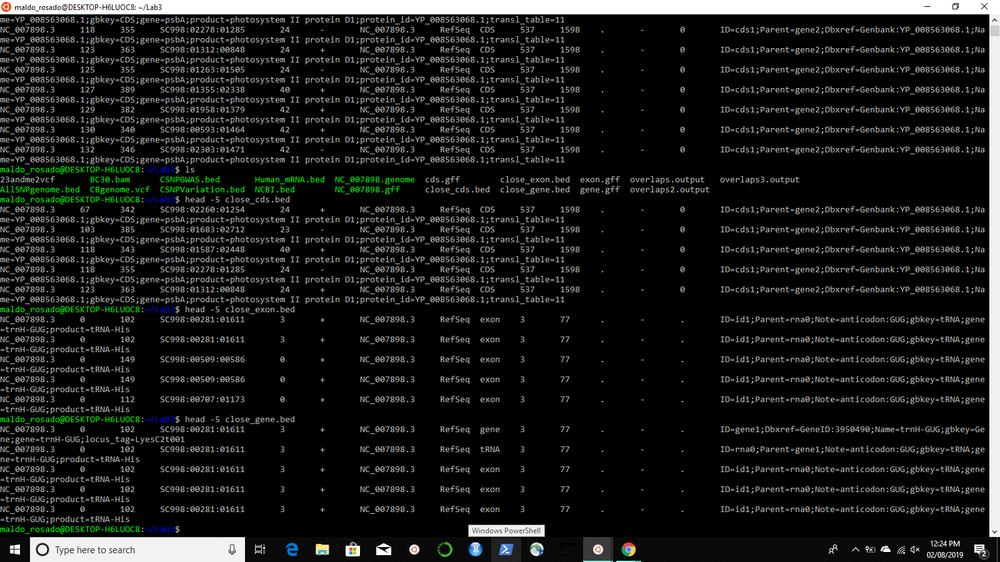 maldo_rosado@DESKTOP-H6LUOC8: ~/Lab3
me=YP_008563068.1;gbkey=CDS;gene=psbA;product=photosystem II protein D1;protein_id=YP_008563068.1;transl_table=11
NC_007898.3 118 355 SC998:02278:01285 24 - NC_007898.3 RefSeq CDS 537 1598 . - 0 ID=cds1;Parent=gene2;Dbxref=Genbank:YP_008563068.1;Na
me=YP_008563068.1;gbkey=CDS;gene=psbA;product=photosystem II protein D1;protein_id=YP_008563068.1;transl_table=11
NC_007898.3 123 363 SC998:01312:00848 24 + NC_007898.3 RefSeq CDS 537 1598 . - 0 ID=cds1;Parent=gene2;Dbxref=Genbank:YP_008563068.1;Na
me=YP_008563068.1;gbkey=CDS;gene=psbA;product=photosystem II protein D1;protein_id=YP_008563068.1;transl_table=11
NC_007898.3 125 355 SC998:01263:01505 24 - NC_007898.3 RefSeq CDS 537 1598 . - 0 ID=cds1;Parent=gene2;Dbxref=Genbank:YP_008563068.1;Na
me=YP_008563068.1;gbkey=CDS;gene=psbA;product=photosystem II protein D1;protein_id=YP_008563068.1;transl_table=11
NC_007898.3 127 389 SC998:01355:02338 40 + NC_007898.3 RefSeq CDS 537 1598 . - 0 ID=cds1;Parent=gene2;Dbxref=Genbank:YP_008563068.1;Na
me=YP_008563068.1;gbkey=CDS;gene=psbA;product=photosystem II protein D1;protein_id=YP_008563068.1;transl_table=11
NC_007898.3 129 382 SC998:01958:01379 42 + NC_007898.3 RefSeq CDS 537 1598 . - 0 ID=cds1;Parent=gene2;Dbxref=Genbank:YP_008563068.1;Na
me=YP_008563068.1;gbkey=CDS;gene=psbA;product=photosystem II protein D1;protein_id=YP_008563068.1;transl_table=11
NC_007898.3 130 340 SC998:00593:01464 42 + NC_007898.3 RefSeq CDS 537 1598 . - 0 ID=cds1;Parent=gene2;Dbxref=Genbank:YP_008563068.1;Na
me=YP_008563068.1;gbkey=CDS;gene=psbA;product=photosystem II protein D1;protein_id=YP_008563068.1;transl_table=11
NC_007898.3 132 346 SC998:02303:01471 42 - NC_007898.3 RefSeq CDS 537 1598 . - 0 ID=cds1;Parent=gene2;Dbxref=Genbank:YP_008563068.1;Na
me=YP_008563068.1;gbkey=CDS;gene=psbA;product=photosystem II protein D1;protein_id=YP_008563068.1;transl_table=11
maldo_rosado@DESKTOP-H6LUOC8:~/Lab3$ ls
23andme2vcf BC30.bam CSNPGWAS.bed Human_mRNA.bed NC_007898.genome cds.gff close_exon.bed exon.gff overlaps.output overlaps3.output
AllSNPgenome.bed CBgenome.vcf CSNPVariation.bed NCBI.bed NC_007898.gff close_cds.bed close_gene.bed gene.gff overlaps2.output
maldo_rosado@DESKTOP-H6LUOC8:~/Lab3$ head -5 close_cds.bed
NC_007898.3 67 342 SC998:02260:01254 24 + NC_007898.3 RefSeq CDS 537 1598 . - 0 ID=cds1;Parent=gene2;Dbxref=Genbank:YP_008563068.1;Na
me=YP_008563068.1;gbkey=CDS;gene=psbA;product=photosystem II protein D1;protein_id=YP_008563068.1;transl_table=11
NC_007898.3 103 385 SC998:01683:02712 23 - NC_007898.3 RefSeq CDS 537 1598 . - 0 ID=cds1;Parent=gene2;Dbxref=Genbank:YP_008563068.1;Na
me=YP_008563068.1;gbkey=CDS;gene=psbA;product=photosystem II protein D1;protein_id=YP_008563068.1;transl_table=11
NC_007898.3 118 343 SC998:01587:02448 40 + NC_007898.3 RefSeq CDS 537 1598 . - 0 ID=cds1;Parent=gene2;Dbxref=Genbank:YP_008563068.1;Na
me=YP_008563068.1;gbkey=CDS;gene=psbA;product=photosystem II protein D1;protein_id=YP_008563068.1;transl_table=11
NC_007898.3 118 355 SC998:02278:01285 24 - NC_007898.3 RefSeq CDS 537 1598 . - 0 ID=cds1;Parent=gene2;Dbxref=Genbank:YP_008563068.1;Na
me=YP_008563068.1;gbkey=CDS;gene=psbA;product=photosystem II protein D1;protein_id=YP_008563068.1;transl_table=11
NC_007898.3 123 363 SC998:01312:00848 24 + NC_007898.3 RefSeq CDS 537 1598 . - 0 ID=cds1;Parent=gene2;Dbxref=Genbank:YP_008563068.1;Na
me=YP_008563068.1;gbkey=CDS;gene=psbA;product=photosystem II protein D1;protein_id=YP_008563068.1;transl_table=11
maldo_rosado@DESKTOP-H6LUOC8:~/Lab3$ head -5 close_exon.bed
NC_007898.3 0 102 SC998:00281:01611 3 + NC_007898.3 RefSeq exon 3 77 . - . ID=id1;Parent=rna0;Note=anticodon:GUG;gbkey=tRNA;gene
=trnH-GUG;product=tRNA-His
NC_007898.3 0 102 SC998:00281:01611 3 + NC_007898.3 RefSeq exon 3 77 . - . ID=id1;Parent=rna0;Note=anticodon:GUG;gbkey=tRNA;gene
=trnH-GUG;product=tRNA-His
NC_007898.3 0 149 SC998:00509:00586 0 + NC_007898.3 RefSeq exon 3 77 . - . ID=id1;Parent=rna0;Note=anticodon:GUG;gbkey=tRNA;gene
=trnH-GUG;product=tRNA-His
NC_007898.3 0 149 SC998:00509:00586 0 + NC_007898.3 RefSeq exon 3 77 . - . ID=id1;Parent=rna0;Note=anticodon:GUG;gbkey=tRNA;gene
=trnH-GUG;product=tRNA-His
NC_007898.3 0 112 SC998:00707:01173 0 + NC_007898.3 RefSeq exon 3 77 . - . ID=id1;Parent=rna0;Note=anticodon:GUG;gbkey=tRNA;gene
=trnH-GUG;product=tRNA-His
maldo_rosado@DESKTOP-H6LUOC8:~/Lab3$ head -5 close_gene.bed
NC_007898.3 0 102 SC998:00281:01611 3 + NC_007898.3 RefSeq gene 3 77 . - . ID=gene1;Dbxref=GeneID:3950490;Name=trnH-GUG;gbkey=Ge
ne;gene=trnH-GUG;locus_tag=LyesC2t001
NC_007898.3 0 102 SC998:00281:01611 3 + NC_007898.3 RefSeq tRNA 3 77 . - . ID=rna0;Parent=gene1;Note=anticodon:GUG;gbkey=tRNA;ge
ne=trnH-GUG;product=tRNA-His
NC_007898.3 0 102 SC998:00281:01611 3 + NC_007898.3 RefSeq exon 3 77 . - . ID=id1;Parent=rna0;Note=anticodon:GUG;gbkey=tRNA;gene
=trnH-GUG;product=tRNA-His
NC_007898.3 0 102 SC998:00281:01611 3 + NC_007898.3 RefSeq exon 3 77 . - . ID=id1;Parent=rna0;Note=anticodon:GUG;gbkey=tRNA;gene
=trnH-GUG;product=tRNA-His
NC_007898.3 0 102 SC998:00281:01611 3 + NC_007898.3 RefSeq exon 3 77 . - . ID=id1;Parent=rna0;Note=anticodon:GUG;gbkey=tRNA;gene
=trnH-GUG;product=tRNA-His
maldo_rosado@DESKTOP-H6LUOC8:~/Lab3$
Windows PowerShell
Type here to search
12:24 PM
02/08/2019
2